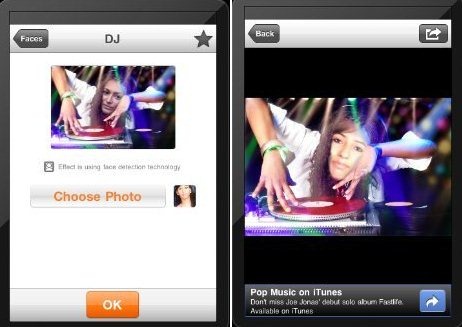 Faces
DJ
Effect is using face detection technology
Choose Photo
OK
Back
Pop Music on iTunes
Don't miss Joe Jonas' debut solo album Fastlife.
Available on iTunes